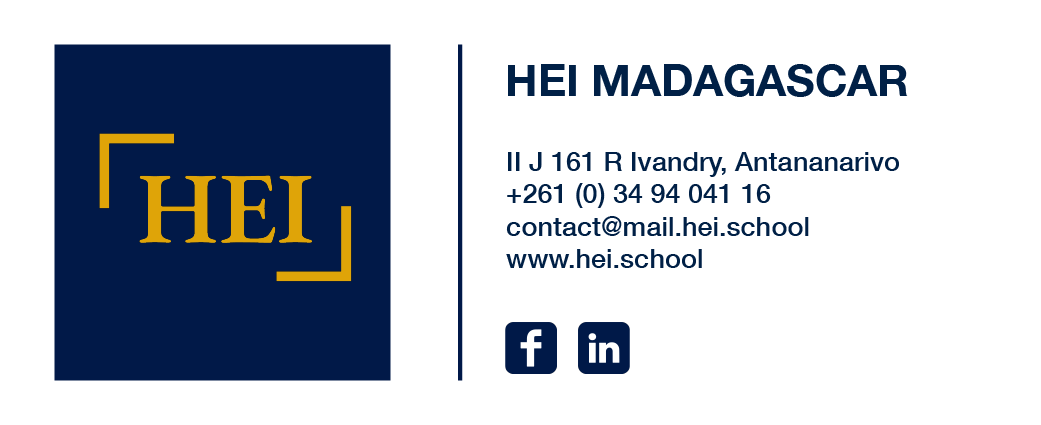 HEI
HEI MADAGASCAR
II J 161 R Ivandry, Antananarivo
+261 (0) 34 94 041 16
contact@mail.hei.school
www.hei.school
f in